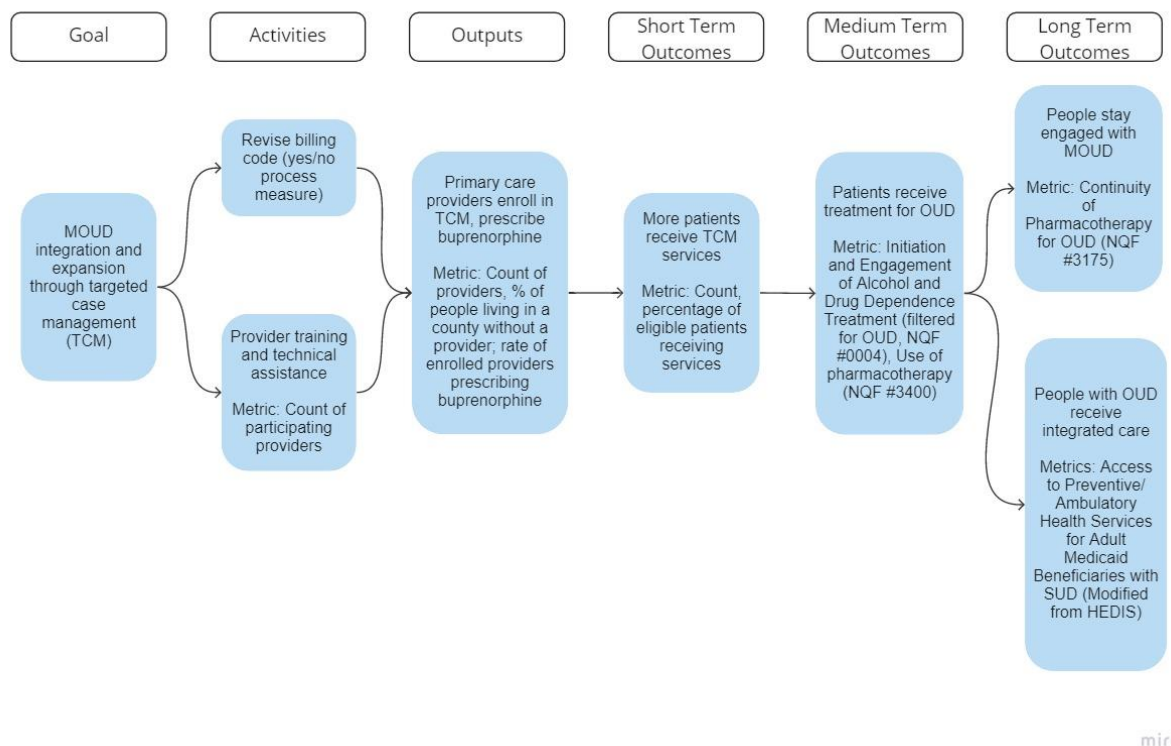 Goal
Activities
Outputs
Short Term
Outcomes
Medium Term
Outcomes
Long Term
Outcomes
MOUD
integration and
expansion
through targeted
case
management
(TCM)
Revise billing
code (yes/no
process
measure)
Provider training
and technical
assistance
Metric: Count of
participating
providers
Primary care
providers enroll in
TCM, prescribe
buprenorphine
Metric: Count of
providers, % of
people living in a
county without a
provider; rate of
enrolled providers
prescribing
buprenorphine
More patients
receive TCM
services
Metric: Count,
percentage of
eligible patients
receiving
services
Patients receive
treatment for OUD
Metric: Initiation
and Engagement
of Alcohol and
Drug Dependence
Treatment (filtered
for OUD, NQF
#0004), Use of
pharmacotherapy
(NQF #3400)
People stay
engaged with
MOUD
Metric: Continuity
of
Pharmacotherapy
for OUD (NQF
#3175)
People with OUD
receive
integrated care
Metrics: Access
to Preventive/
Ambulatory
Health Services
for Adult
Medicaid
Beneficiaries with
SUD (Modified
from HEDIS)
mir